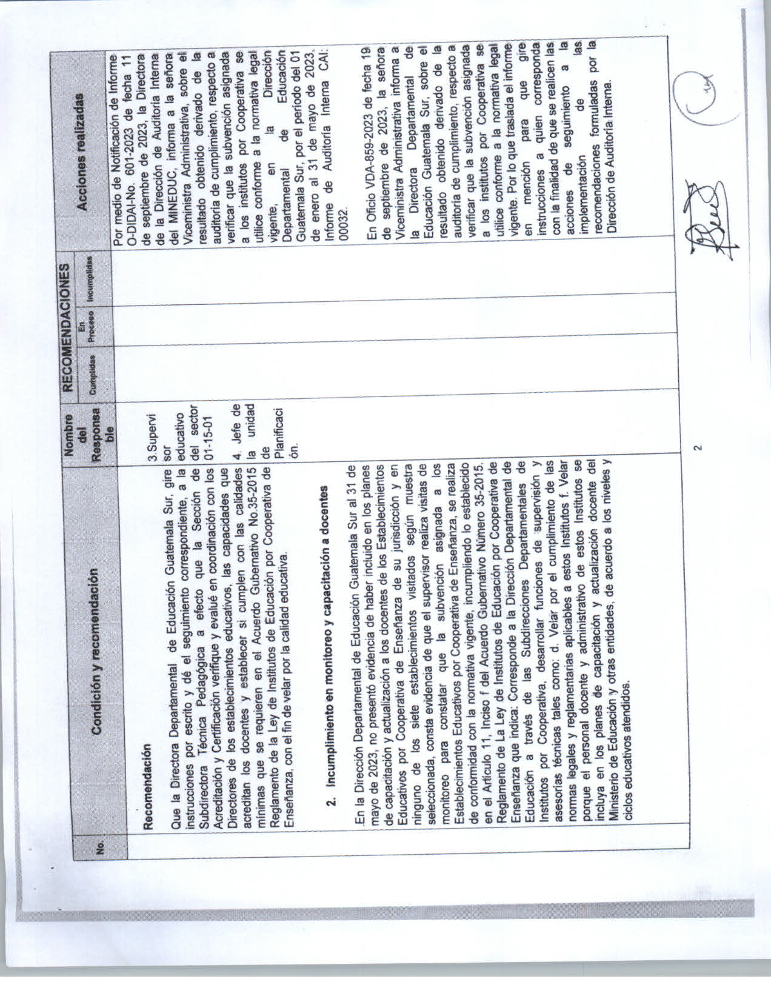 No.
Condición y recomendación
Nombre
del
Responsa
ble
RECOMENDACIONES
Cumplidas
En
Proceso
Incumplidas
Acciones realizadas
Recomendación
Que la Directora Departamental de Educación Guatemala Sur, gire
instrucciones por escrito y dé el seguimiento correspondiente, a la
Subdirectora Técnica Pedagógica a efecto que la Sección de
Acreditación y Certificación verifique y evalué en coordinación con los
Directores de los establecimientos educativos, las capacidades que
acreditan los docentes y establecer si cumplen con las calidades
mínimas que se requieren en el Acuerdo Gubernativo No.35-2015
Reglamento de la Ley de Institutos de Educación por Cooperativa de
Enseñanza, con el fin de velar por la calidad educativa.
2. Incumplimiento en monitoreo y capacitación a docentes
En la Dirección Departamental de Educación Guatemala Sur al 31 de
mayo de 2023, no presentó evidencia de haber incluido en los planes
de capacitación y actualización a los docentes de los Establecimientos
Educativos por Cooperativa de Enseñanza de su jurisdicción y en
ninguno de los siete establecimientos visitados según muestra
seleccionada, consta evidencia de que el supervisor realiza visitas de
monitoreo para constatar que la subvención asignada a los
Establecimientos Educativos por Cooperativa de Enseñanza, se realiza
de conformidad con la normativa vigente, incumpliendo lo establecido
en el Artículo 11, Inciso f del Acuerdo Gubernativo Número 35-2015.
Reglamento de La Ley de Institutos de Educación por Cooperativa de
Enseñanza que indica: Corresponde a la Dirección Departamental de
Educación a través de las Subdirecciones Departamentales de
Institutos por Cooperativa, desarrollar funciones de supervisión y
asesorías técnicas tales como: d. Velar por el cumplimiento de las
normas legales y reglamentarias aplicables a estos Institutos f. Velar
porque el personal docente y administrativo de estos Institutos se
incluya en los planes de capacitación y actualización docente del
Ministerio de Educación y otras entidades, de acuerdo a los niveles y
ciclos educativos atendidos.
3.Supervi
sor
educativo
del sector
01-15-01
4. Jefe de
la unidad
de
Planificaci
ón.
Por medio de Notificación de Informe
O-DIDAI-No. 601-2023 de fecha 11
de septiembre de 2023, la Directora
de la Dirección de Auditoría Interna
del MINEDUC, informa a la señora
Viceministra Administrativa, sobre el
resultado obtenido derivado de la
auditoría de cumplimiento, respecto a
verificar que la subvención asignada
a los institutos por Cooperativa se
utilice conforme a la normativa legal
vigente, en la Dirección
Departamental de Educación
Guatemala Sur, por el período del 01
de enero al 31 de mayo de 2023,
Informe de Auditoría Interna CAI:
00032.
En Oficio VDA-859-2023 de fecha 19
de septiembre de 2023, la señora
Viceministra Administrativa informa a
la Directora Departamental de
Educación Guatemala Sur, sobre el
resultado obtenido derivado de la
auditoría de cumplimiento, respecto a
verificar que la subvención asignada
a los institutos por Cooperativa se
utilice conforme a la normativa legal
vigente. Por lo que traslada el informe
en mención para que gire
instrucciones a quien corresponda
con la finalidad de que se realicen las
acciones de seguimiento a la
implementación de las
recomendaciones formuladas por la
Dirección de Auditoría Interna.
2